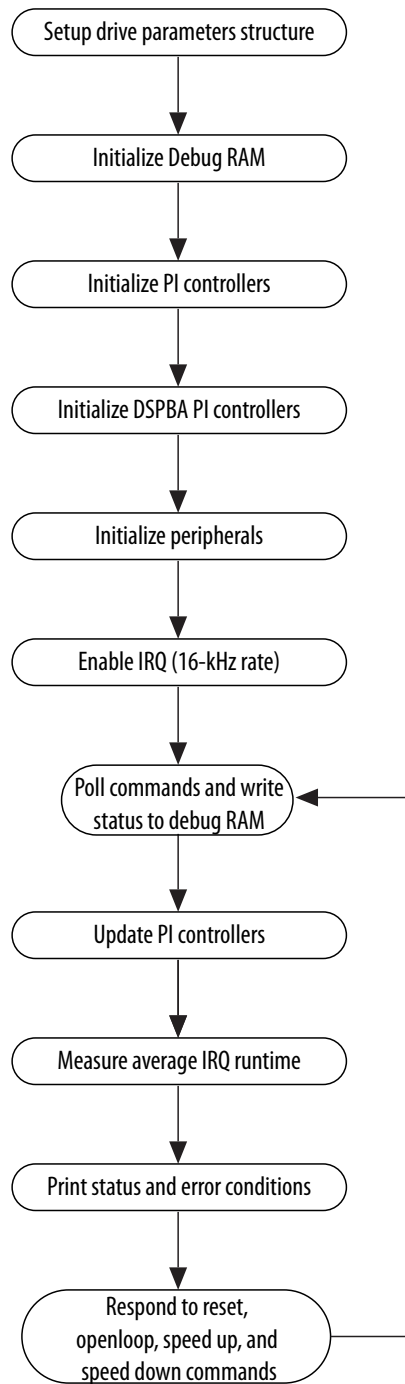 Setup drive parameters structure
Initialize Debug RAM
Initialize PI controllers
Initialize DSPBA PI controllers
Initialize peripherals
Enable IRQ (16-kHz rate)
Poll commands and write
status to debug RAM
Update PI controllers
Measure average IRQ runtime
Print status and error conditions
Respond to reset,
openloop, speed up, and
speed down commands